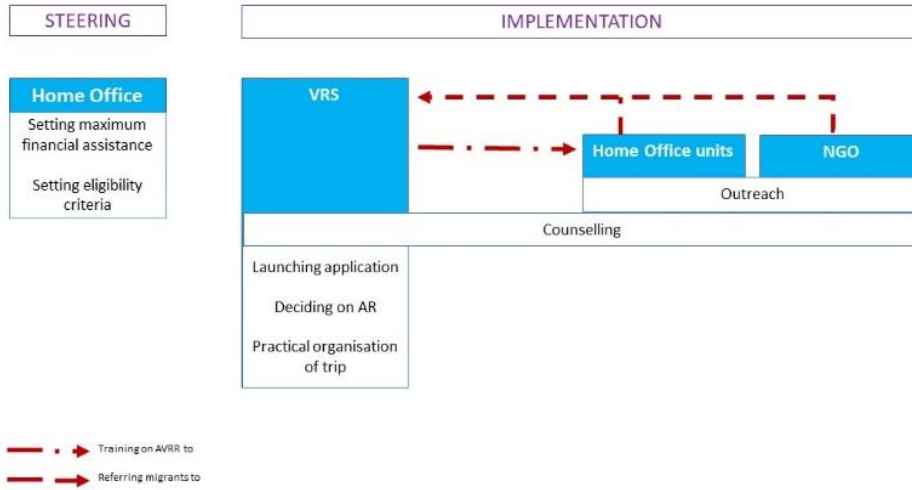 STEERING
IMPLEMENTATION
Home Office
Setting maximum
financial assistance
Setting eligibility
criteria
VRS
Home Office units
NGO
Outreach
Counselling
Launching application
Deciding on AR
Practical organisation
of trip
Training on AVRR to
Referring migrants to